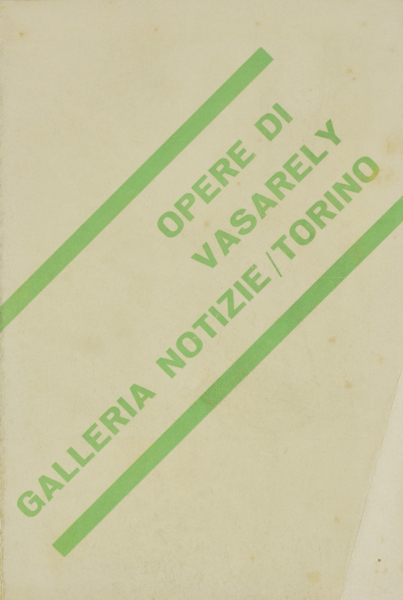 OPERE DI
VASARELY
GALLERIA NOTIZIE/TORINO